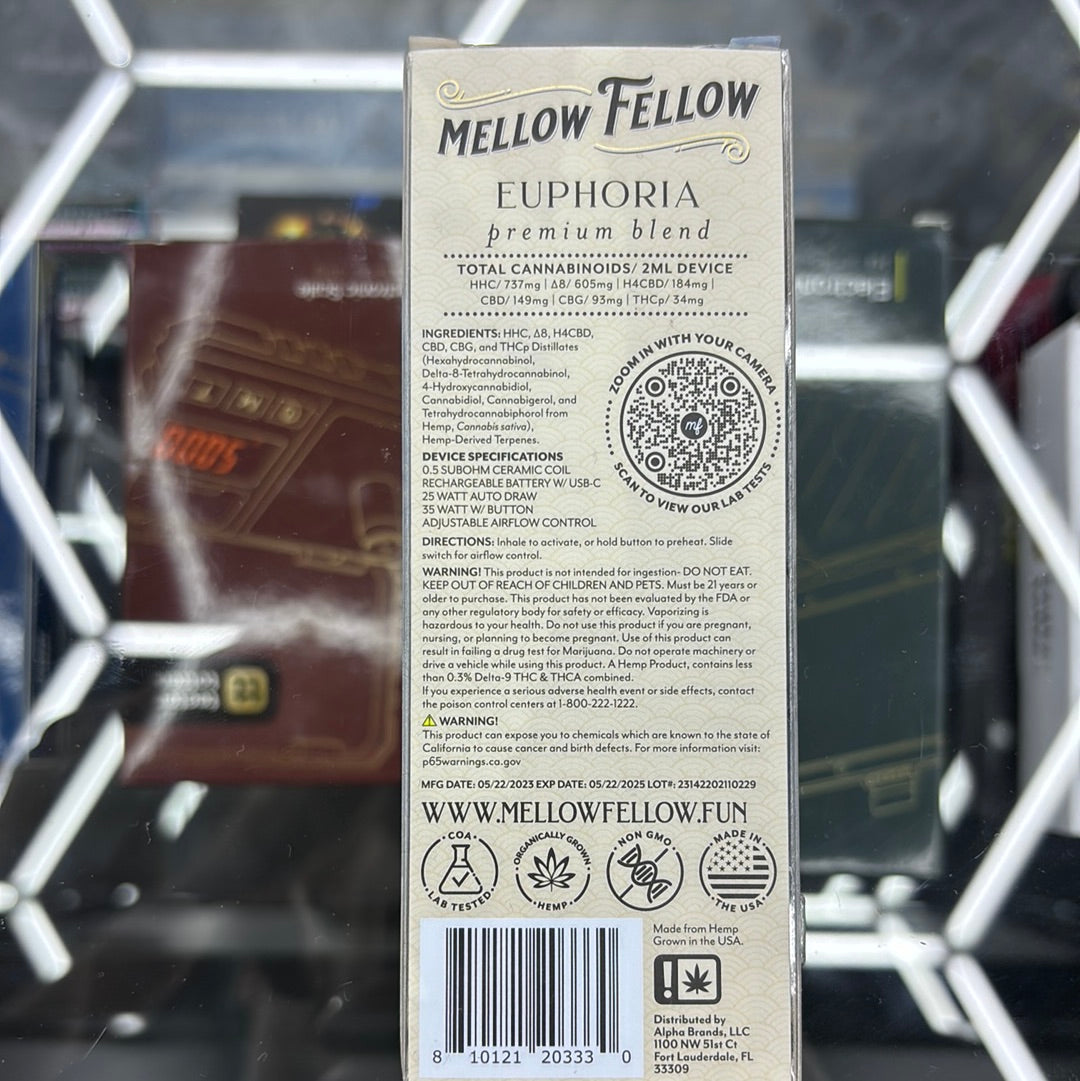 MELLOW FELLOW
EUPHORIA
premium blend
TOTAL CANNABINOIDS/ 2ML DEVICE
HHC/ 737mg | Δ8/ 605mg | H4CBD/ 184mg |
CBD/ 149mg | CBG/ 93mg | THCp/ 34mg
INGREDIENTS: HHC, Δ8, H4CBD,
CBD, CBG, and THCp Distillates
(Hexahydrocannabinol,
Delta-8-Tetrahydrocannabinol,
4-Hydroxycannabidiol,
Cannabidiol, Cannabigerol, and
Tetrahydrocannabiphorol from
Hemp, Cannabis sativa),
Hemp-Derived Terpenes.
ZOOM IN WITH YOUR CAMERA
mf
SCAN TO VIEW OUR LAB TESTS
DEVICE SPECIFICATIONS
0.5 SUBOHM CERAMIC COIL
RECHARGEABLE BATTERY W/ USB-C
25 WATT AUTO DRAW
35 WATT W/ BUTTON
ADJUSTABLE AIRFLOW CONTROL
DIRECTIONS: Inhale to activate, or hold button to preheat. Slide
switch for airflow control.
WARNING! This product is not intended for ingestion- DO NOT EAT.
KEEP OUT OF REACH OF CHILDREN AND PETS. Must be 21 years or
older to purchase. This product has not been evaluated by the FDA or
any other regulatory body for safety or efficacy. Vaporizing is
hazardous to your health. Do not use this product if you are pregnant,
nursing, or planning to become pregnant. Use of this product can
result in failing a drug test for Marijuana. Do not operate machinery or
drive a vehicle while using this product. A Hemp Product, contains less
than 0.3% Delta-9 THC & THCA combined.
If you experience a serious adverse health event or side effects, contact
the poison control centers at 1-800-222-1222.
WARNING!
This product can expose you to chemicals which are known to the state of
California to cause cancer and birth defects. For more information visit:
p65warnings.ca.gov
MFG DATE: 05/22/2023 EXP DATE: 05/22/2025 LOT#: 23142202110229
WWW.MELLOWFELLOW.FUN
COA
LAB TESTED
ORGANICALLY GROWN
HEMP
NON GMO
MADE IN
THE USA
Made from Hemp
Grown in the USA.
Distributed by
Alpha Brands, LLC
1100 NW 51st Ct
Fort Lauderdale, FL
33309
8 10121 20333 0